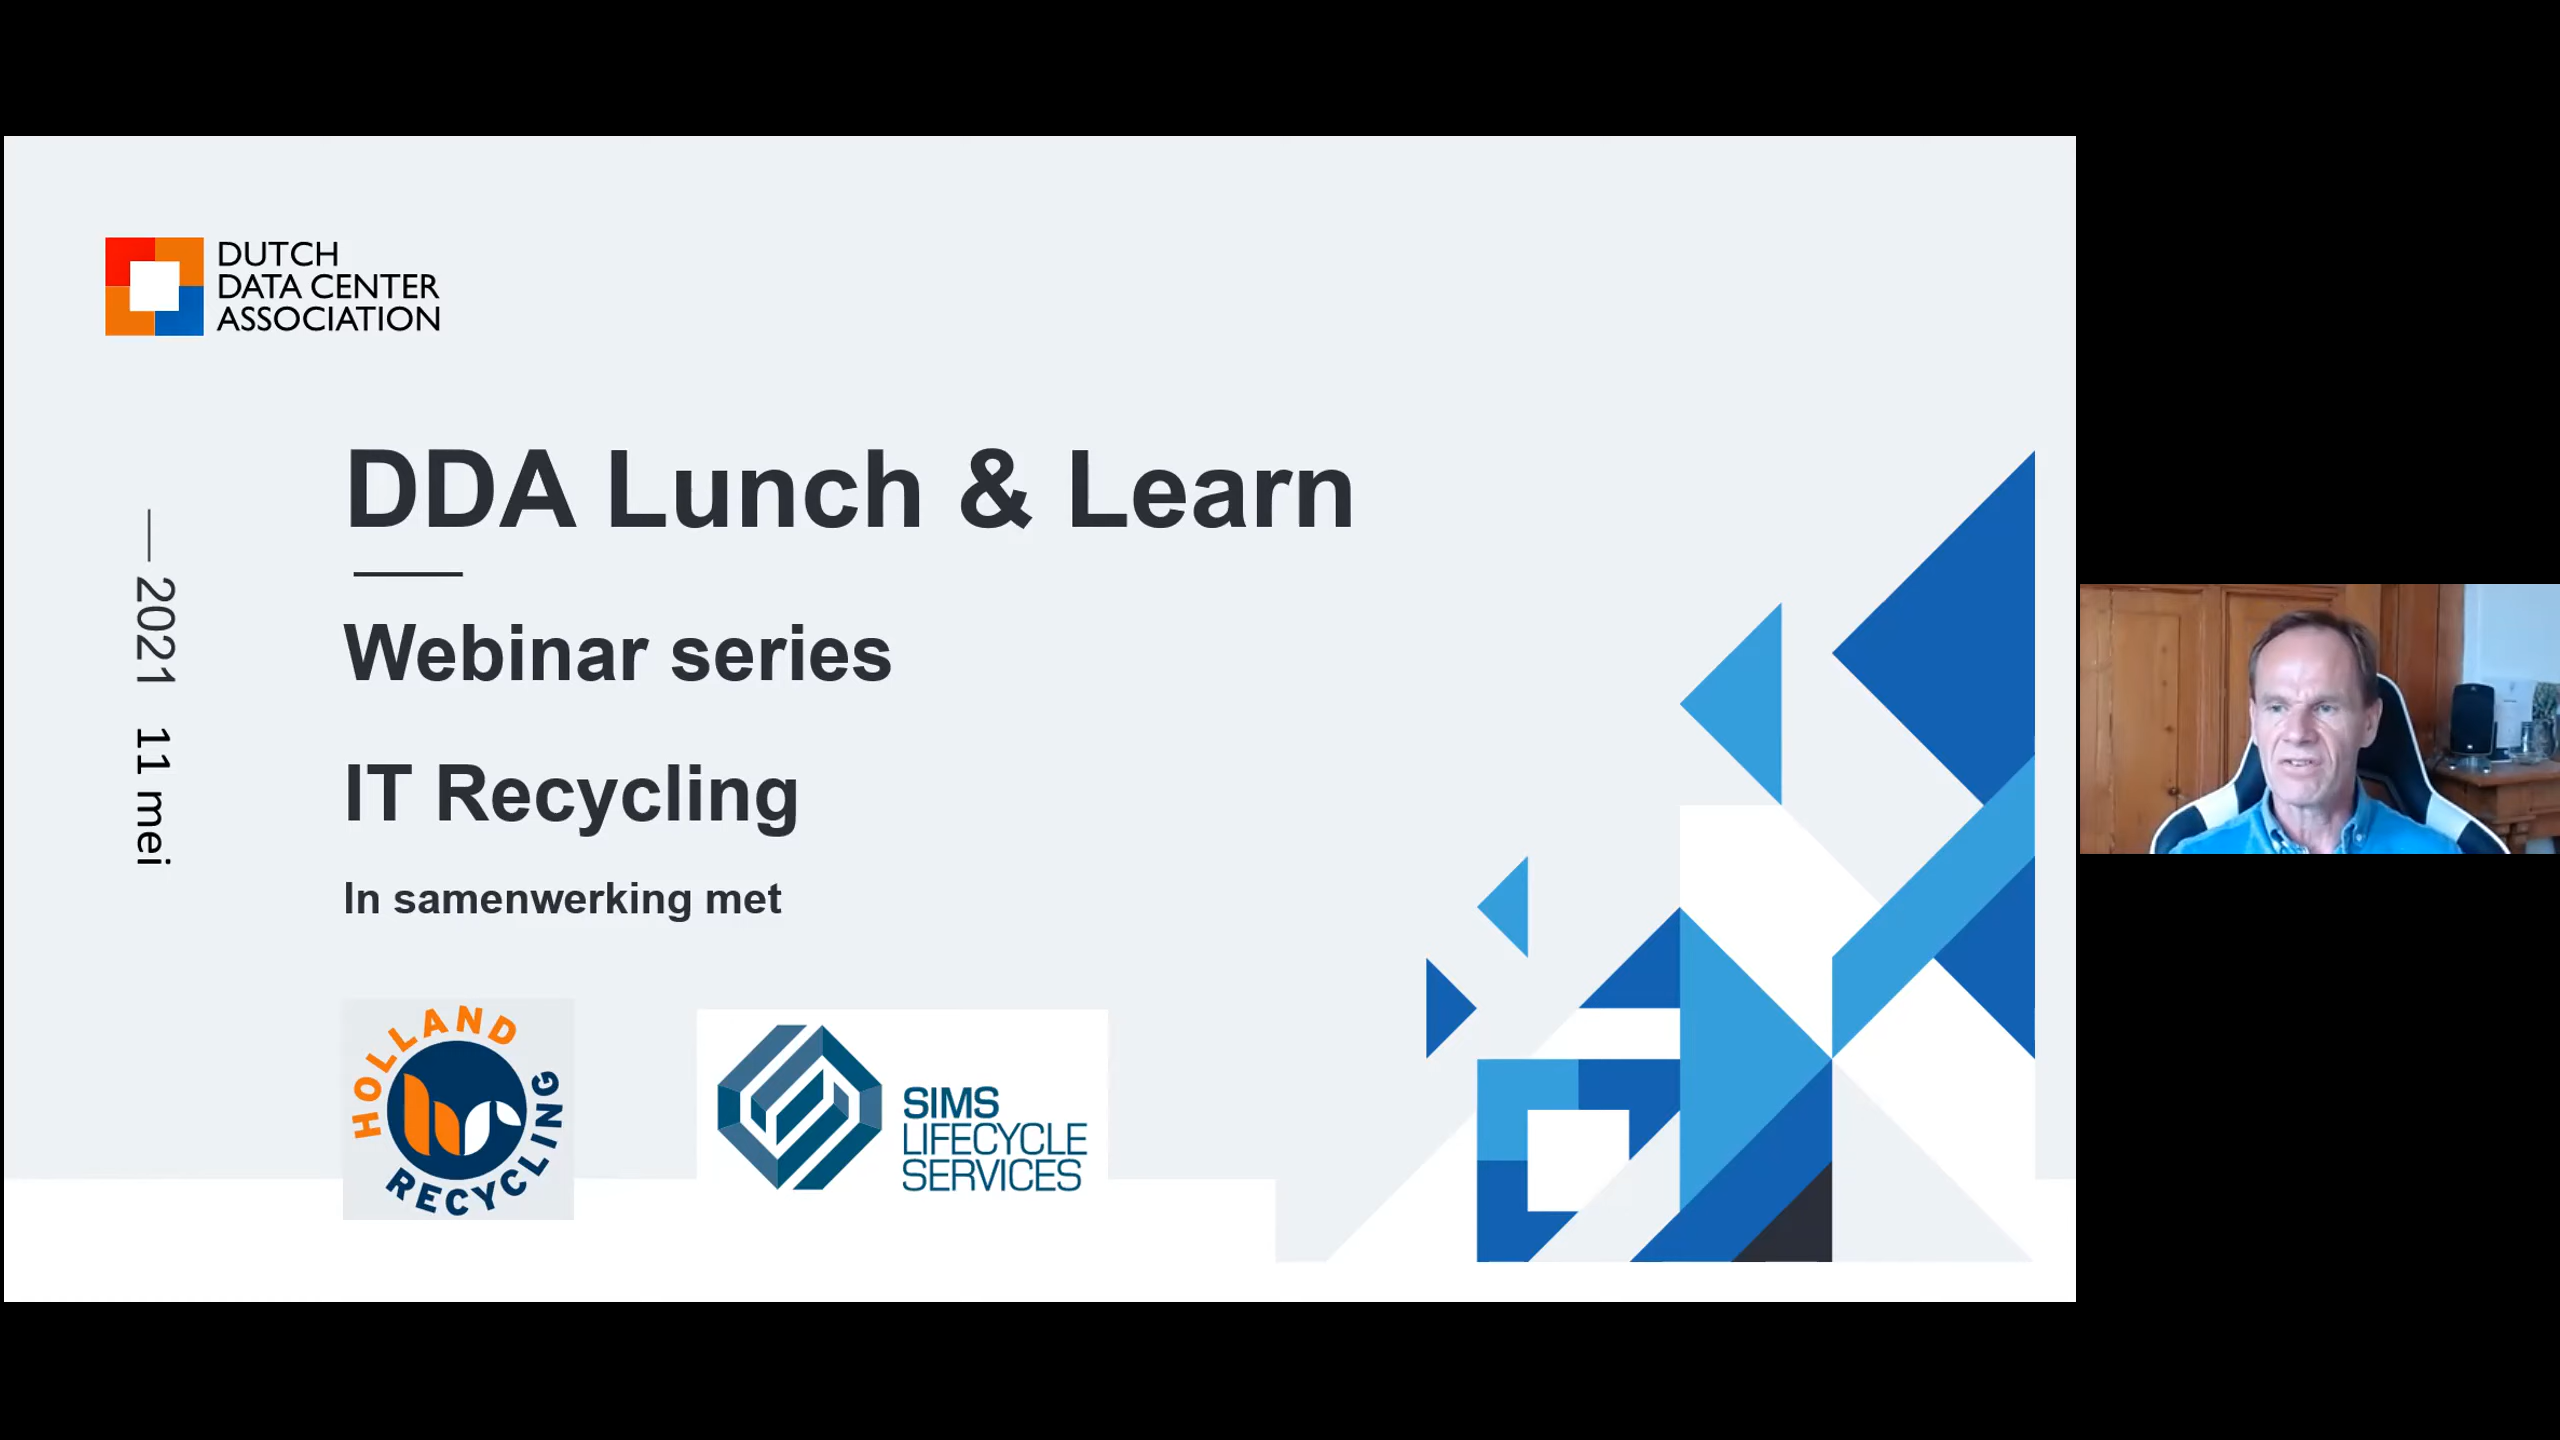 DUTCH
DATA CENTER
ASSOCIATION
DDA Lunch & Learn
2021 11 mei
Webinar series
IT Recycling
In samenwerking met
HOLLAND
hr
RECYCLING
SIMS
LIFECYCLE
SERVICES